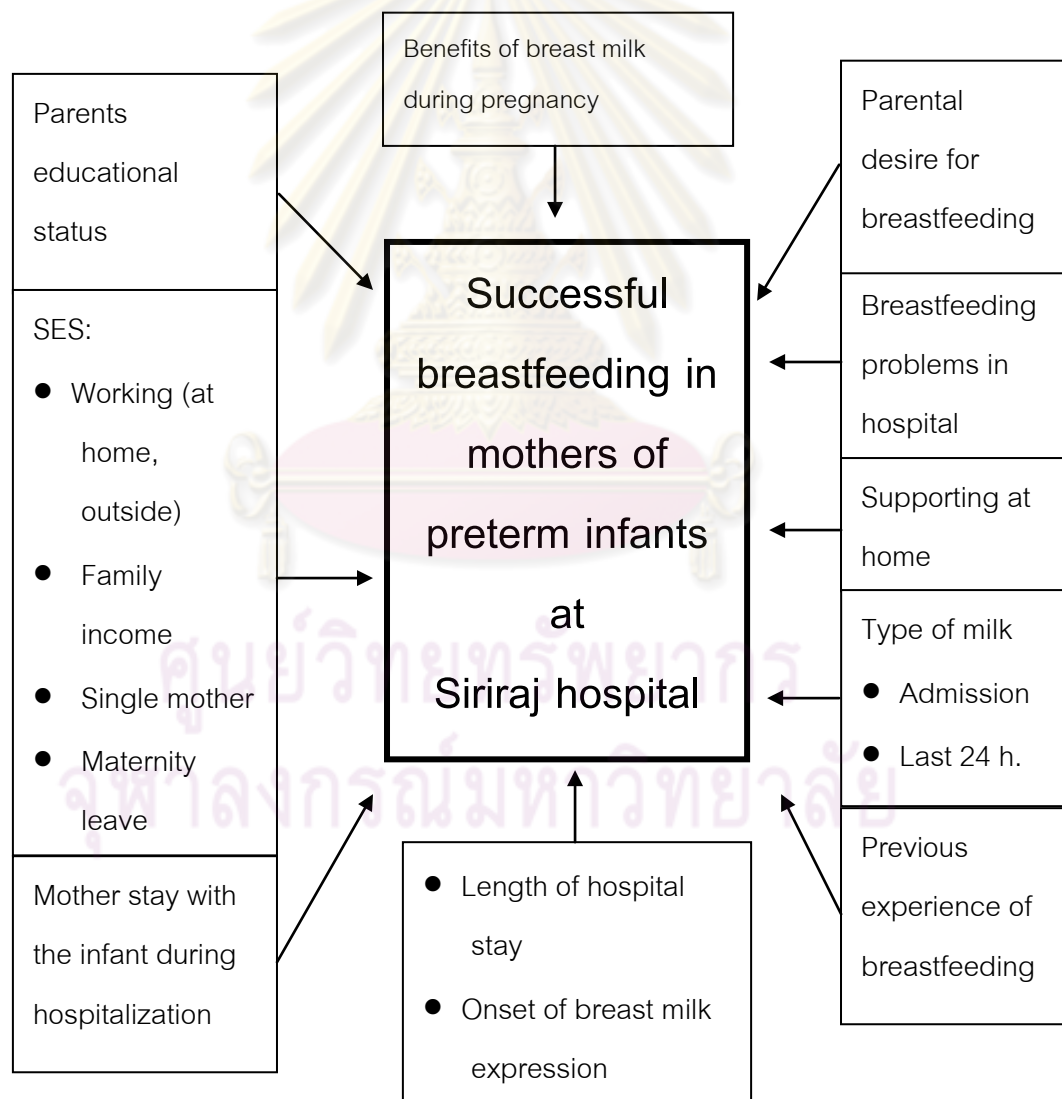 Benefits of breast milk
during pregnancy
Parents
educational
status
SES:
● Working (at
home,
outside)
● Family
income
● Single mother
● Maternity
leave
Mother stay with
the infant during
hospitalization
Successful
breastfeeding in
mothers of
preterm infants
at
Siriraj hospital
● Length of hospital
stay
● Onset of breast milk
expression
Parental
desire for
breastfeeding
Breastfeeding
problems in
hospital
Supporting at
home
Type of milk
● Admission
● Last 24 h.
Previous
experience of
breastfeeding
ศูนย์วิทยทรัพยากร
จุฬาลงกรณ์มหาวิทยาลัย